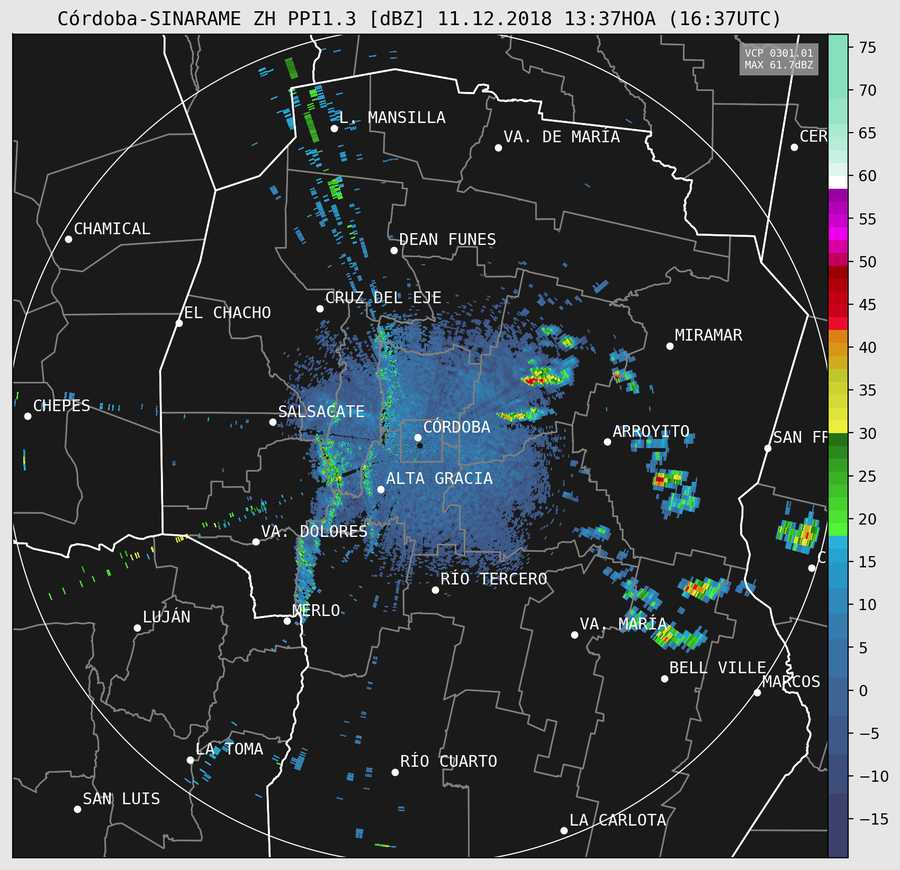 Córdoba-SINARAME ZH PPI1.3 [dBZ] 11.12.2018 13:37HOA (16:37UTC)
VCP 0301.01
MAX 61.7dBZ
75
70
65
60
55
50
45
40
35
30
25
20
15
10
5
0
−5
−10
−15
L. MANSILLA
VA. DE MARÍA
CER
CHAMICAL
DEAN FUNES
CRUZ DEL EJE
EL CHACHO
MIRAMAR
CHEPES
SALSACATE
CÓRDOBA
ARROYITO
SAN FR
ALTA GRACIA
VA. DOLORES
C
RÍO TERCERO
LUJÁN
MERLO
VA. MARÍA
BELL VILLE
MARCOS
LA TOMA
RÍO CUARTO
SAN LUIS
LA CARLOTA